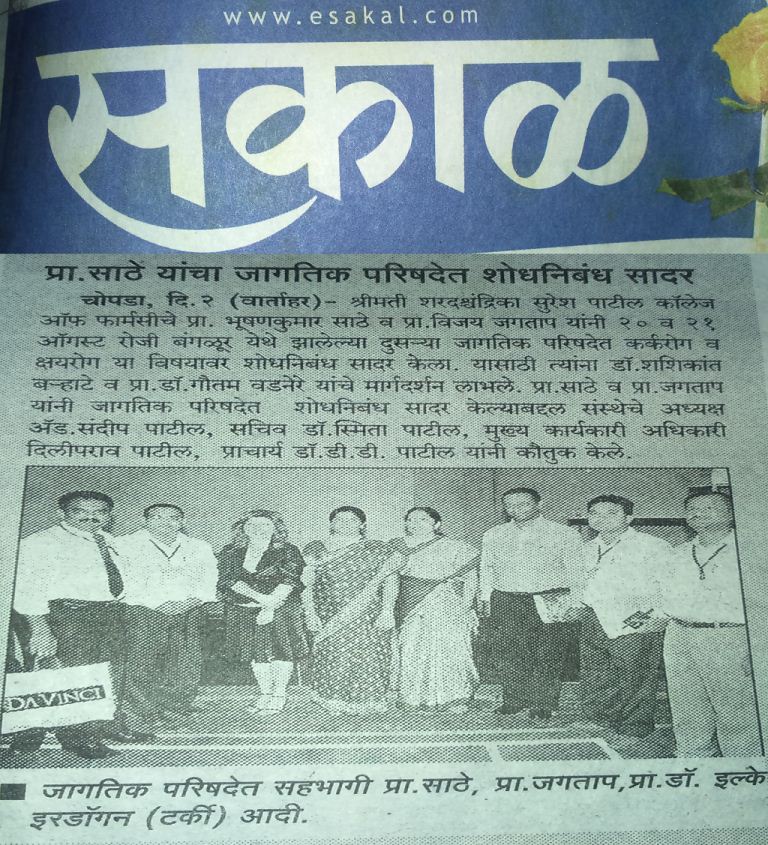 www.esakal.com
सकाळ
प्रा.साठे यांचा जागतिक परिषदेत शोधनिबंध सादर
चोपडा, दि.२ (वार्ताहर)- श्रीमती शरदश्चंद्रिका सुरेश पाटील कॉलेज
ऑफ फार्मसीचे प्रा. भूषणकुमार साठे व प्रा.विजय जगताप यांनी २० व २१
ऑगस्ट रोजी बंगळूर येथे झालेल्या दुसऱ्या जागतिक परिषदेत कर्करोग व
क्षयरोग या विषयावर शोधनिबंध सादर केला. यासाठी त्यांना डॉ.शशिकांत
बऱ्हाटे व प्रा.डॉ.गौतम वडनेरे यांचे मार्गदर्शन लाभले. प्रा.साठे व प्रा.जगताप
यांनी जागतिक परिषदेत शोधनिबंध सादर केल्याबद्दल संस्थेचे अध्यक्ष
ॲड.संदीप पाटील, सचिव डॉ.स्मिता पाटील, मुख्य कार्यकारी अधिकारी
दिलीपराव पाटील, प्राचार्य डॉ.डी.डी. पाटील यांनी कौतुक केले.
DAVINCI
जागतिक परिषदेत सहभागी प्रा.साठे, प्रा.जगताप,प्रा.डॉ. इल्के
इरडॉगन (टर्की) आदी.